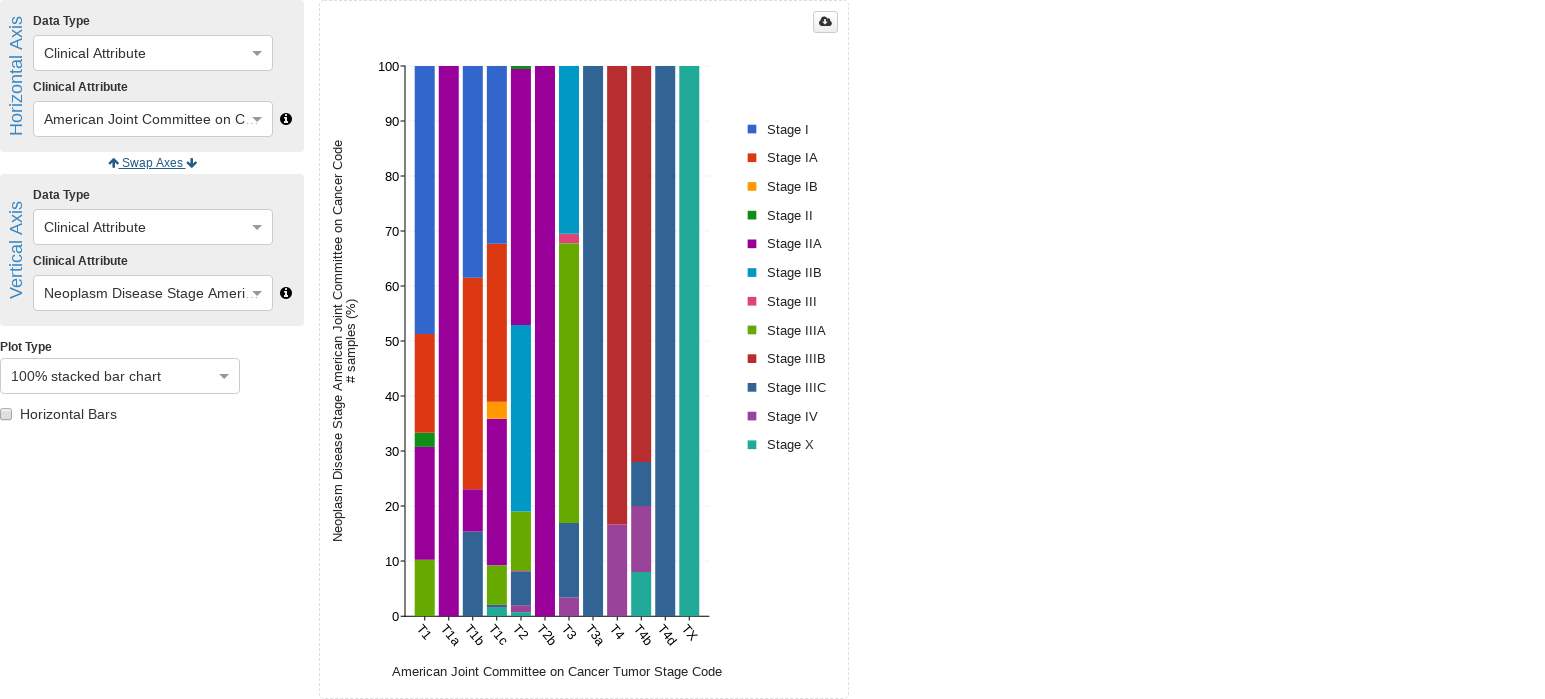 Horizontal Axis
Data Type
Clinical Attribute
Clinical Attribute
American Joint Committee on C...
Swap Axes
Vertical Axis
Data Type
Clinical Attribute
Clinical Attribute
Neoplasm Disease Stage Ameri...
Plot Type
100% stacked bar chart
Horizontal Bars
Neoplasm Disease Stage American Joint Committee on Cancer Code
# samples (%)
100
90
80
70
60
50
40
30
20
10
0
T1
T1a
T1b
T1c
T2
T2b
T3
T3a
T4
T4b
T4d
TX
American Joint Committee on Cancer Tumor Stage Code
Stage I
Stage IA
Stage IB
Stage II
Stage IIA
Stage IIB
Stage III
Stage IIIA
Stage IIIB
Stage IIIC
Stage IV
Stage X